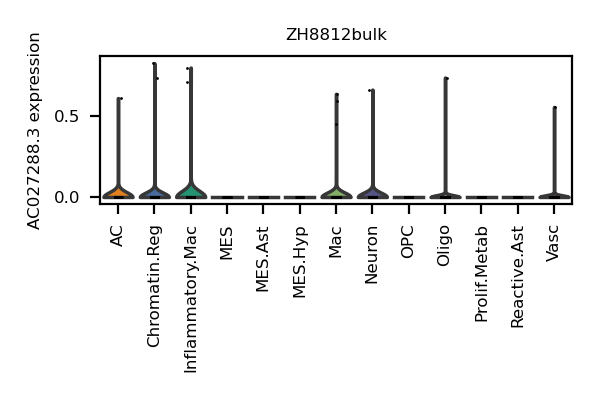 ZH8812bulk
AC027288.3 expression
0.5
0.0
AC
Chromatin.Reg
Inflammatory.Mac
MES
MES.Ast
MES.Hyp
Mac
Neuron
OPC
Oligo
Prolif.Metab
Reactive.Ast
Vasc